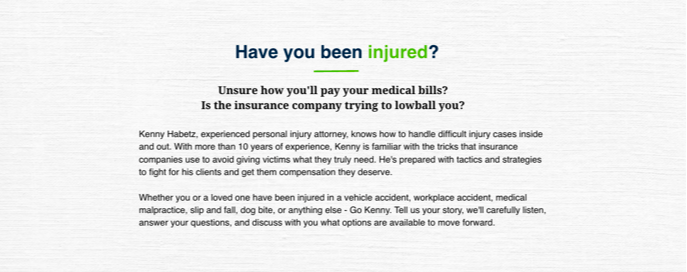 Have you been injured?
Unsure how you'll pay your medical bills?
Is the insurance company trying to lowball you?
Kenny Habetz, experienced personal injury attorney, knows how to handle difficult injury cases inside
and out. With more than 10 years of experience, Kenny is familiar with the tricks that insurance
companies use to avoid giving victims what they truly need. He's prepared with tactics and strategies
to fight for his clients and get them compensation they deserve.
Whether you or a loved one have been injured in a vehicle accident, workplace accident, medical
malpractice, slip and fall, dog bite, or anything else - Go Kenny. Tell us your story, we'll carefully listen,
answer your questions, and discuss with you what options are available to move forward.